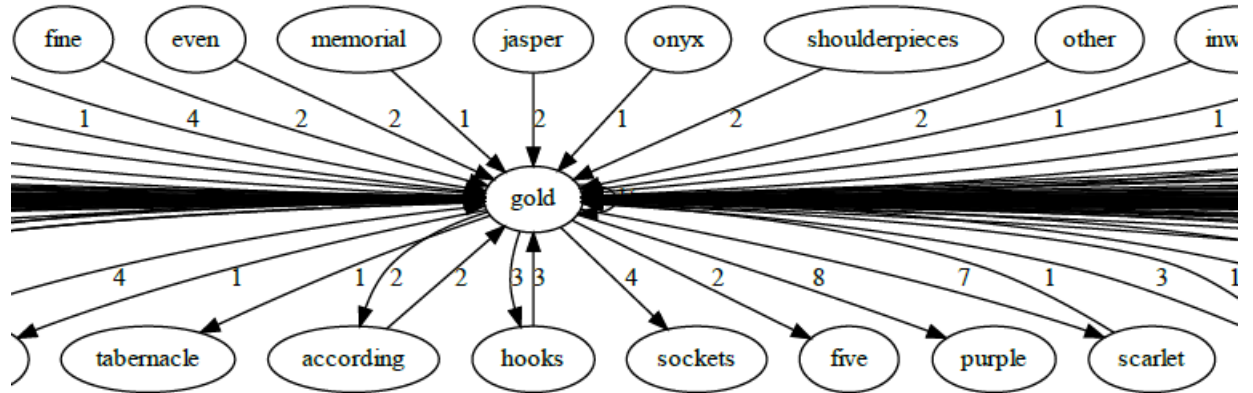 fine even memorial jasper onyx shoulderpieces other inw
1 4 2 2 1 2 1 2 2 1 1
gold
4 1 1 2 2 3 3 4 2 8 7 1 3 1
tabernacle according hooks sockets five purple scarlet